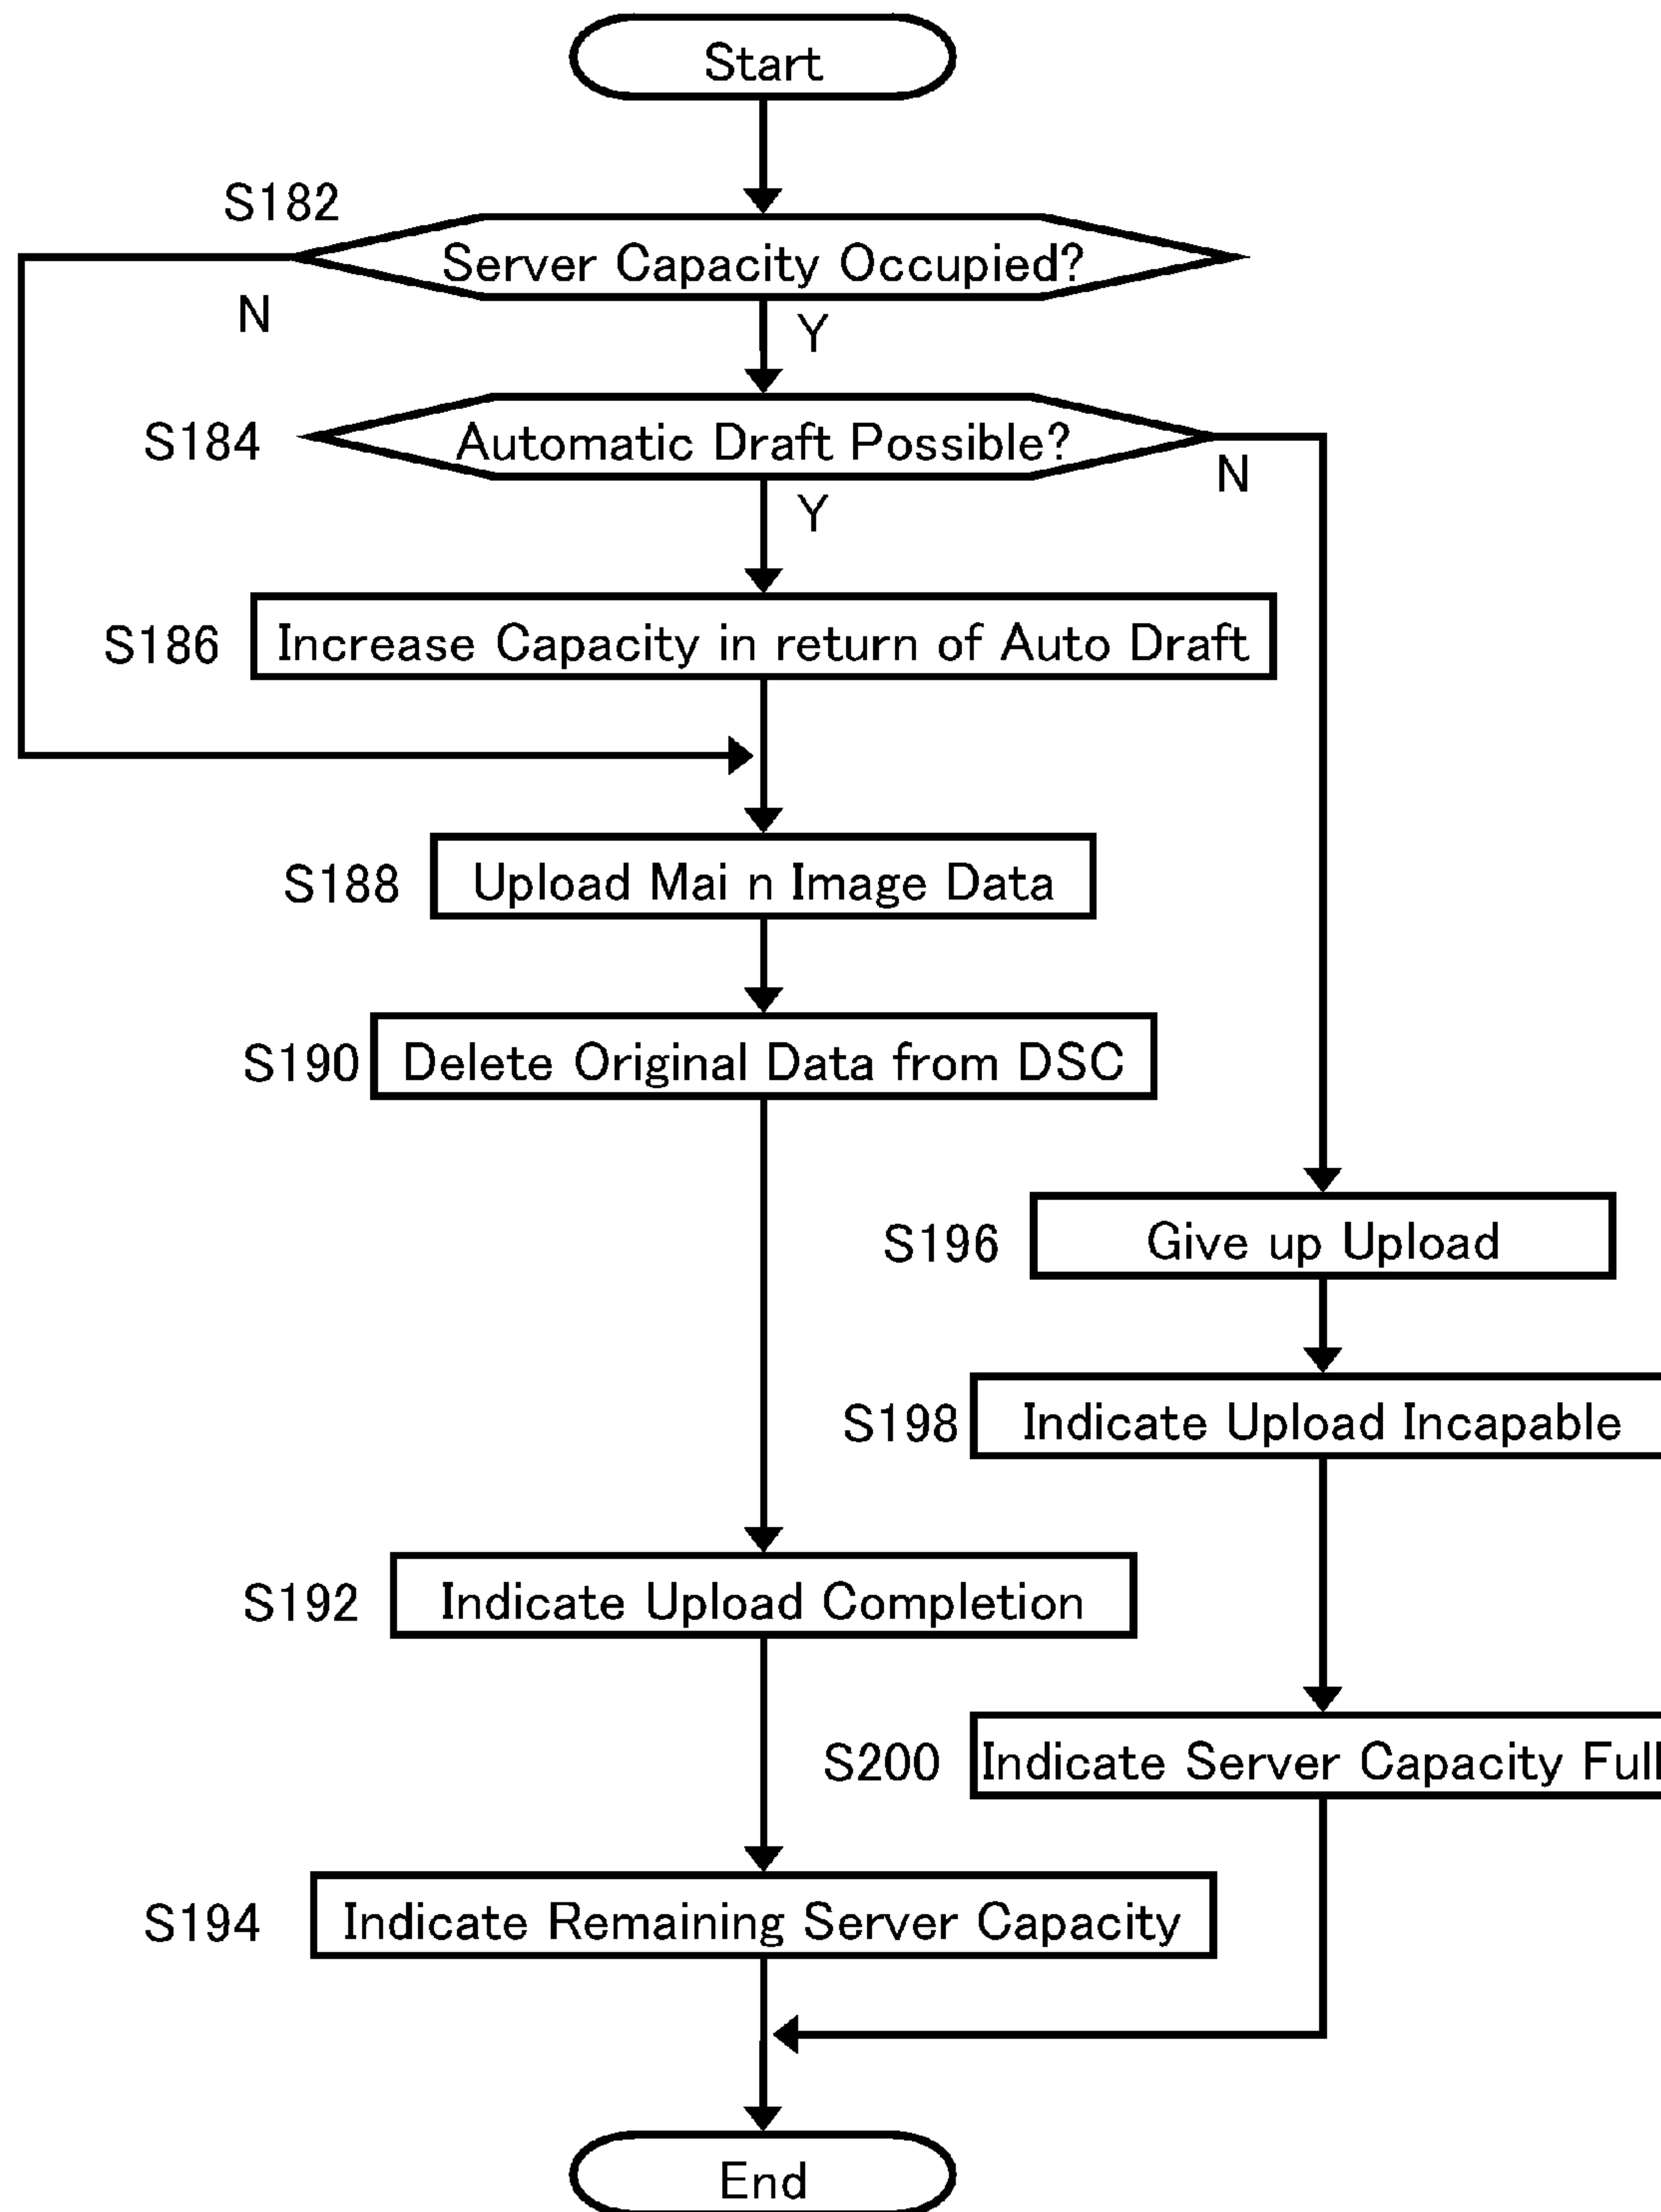 Start
S182
Server Capacity Occupied?
N
Y
S184
Automatic Draft Possible?
N
Y
S186
Increase Capacity in return of Auto Draft
S188
Upload Mai n Image Data
S190
Delete Original Data from DSC
S196
Give up Upload
S198
Indicate Upload Incapable
S192
Indicate Upload Completion
S200
Indicate Server Capacity Full
S194
Indicate Remaining Server Capacity
End